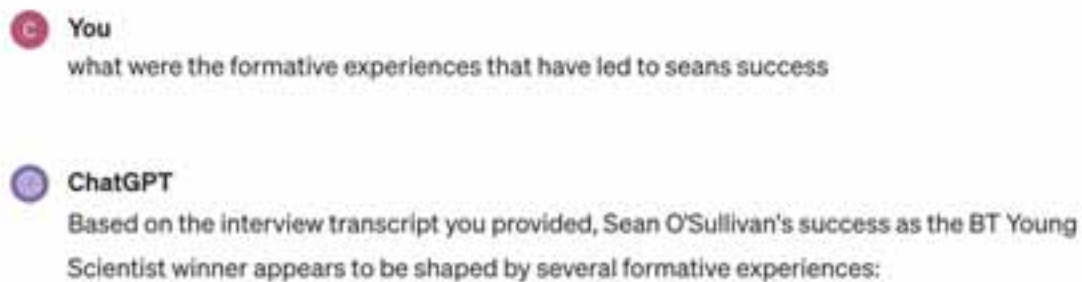 C You
what were the formative experiences that have led to seans success
ChatGPT
Based on the interview transcript you provided, Sean O'Sullivan's success as the BT Young
Scientist winner appears to be shaped by several formative experiences: